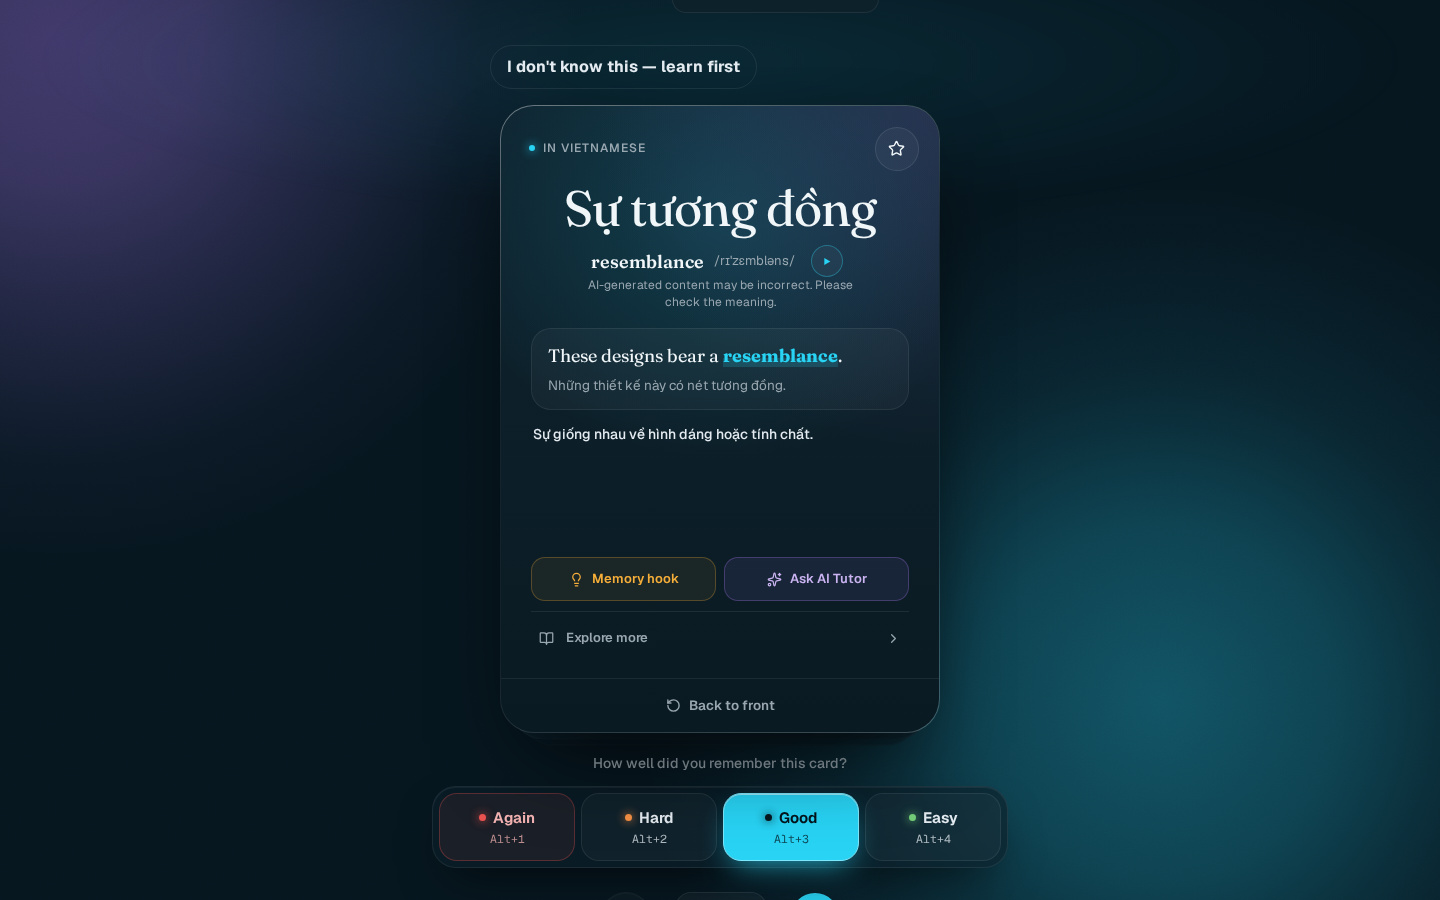 I don't know this — learn first
IN VIETNAMESE
Sự tương đồng
resemblance /rɪˈzɛmbləns/
AI-generated content may be incorrect. Please
check the meaning.
These designs bear a resemblance.
Những thiết kế này có nét tương đồng.
Sự giống nhau về hình dáng hoặc tính chất.
Memory hook
Ask AI Tutor
Explore more
Back to front
How well did you remember this card?
Again
Alt+1
Hard
Alt+2
Good
Alt+3
Easy
Alt+4